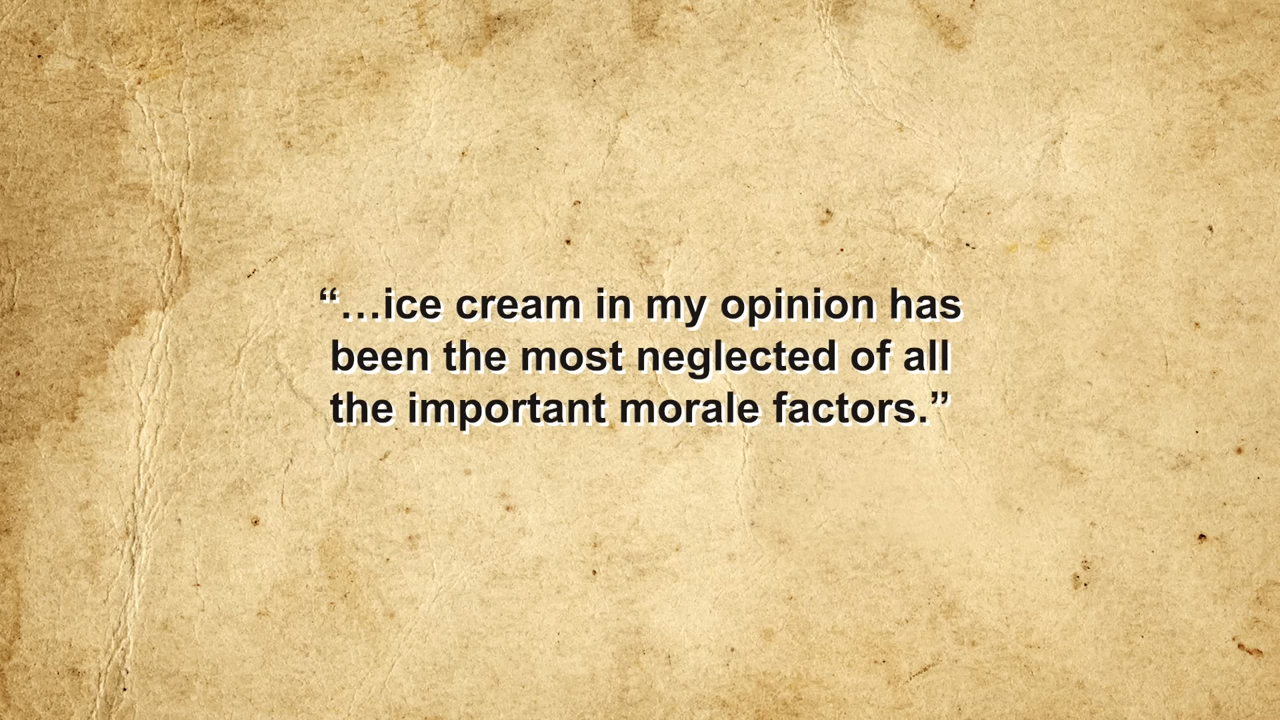 “…ice cream in my opinion has
been the most neglected of all
the important morale factors.”